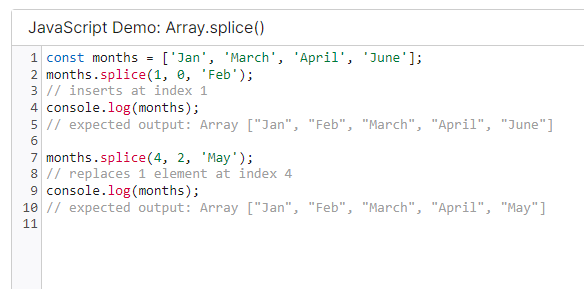 JavaScript Demo: Array.splice()
1 const months = ['Jan', 'March', 'April', 'June'];
2 months.splice(1, 0, 'Feb');
3 // inserts at index 1
4 console.log(months);
5 // expected output: Array ["Jan", "Feb", "March", "April", "June"]
6
7 months.splice(4, 2, 'May');
8 // replaces 1 element at index 4
9 console.log(months);
10 // expected output: Array ["Jan", "Feb", "March", "April", "May"]
11